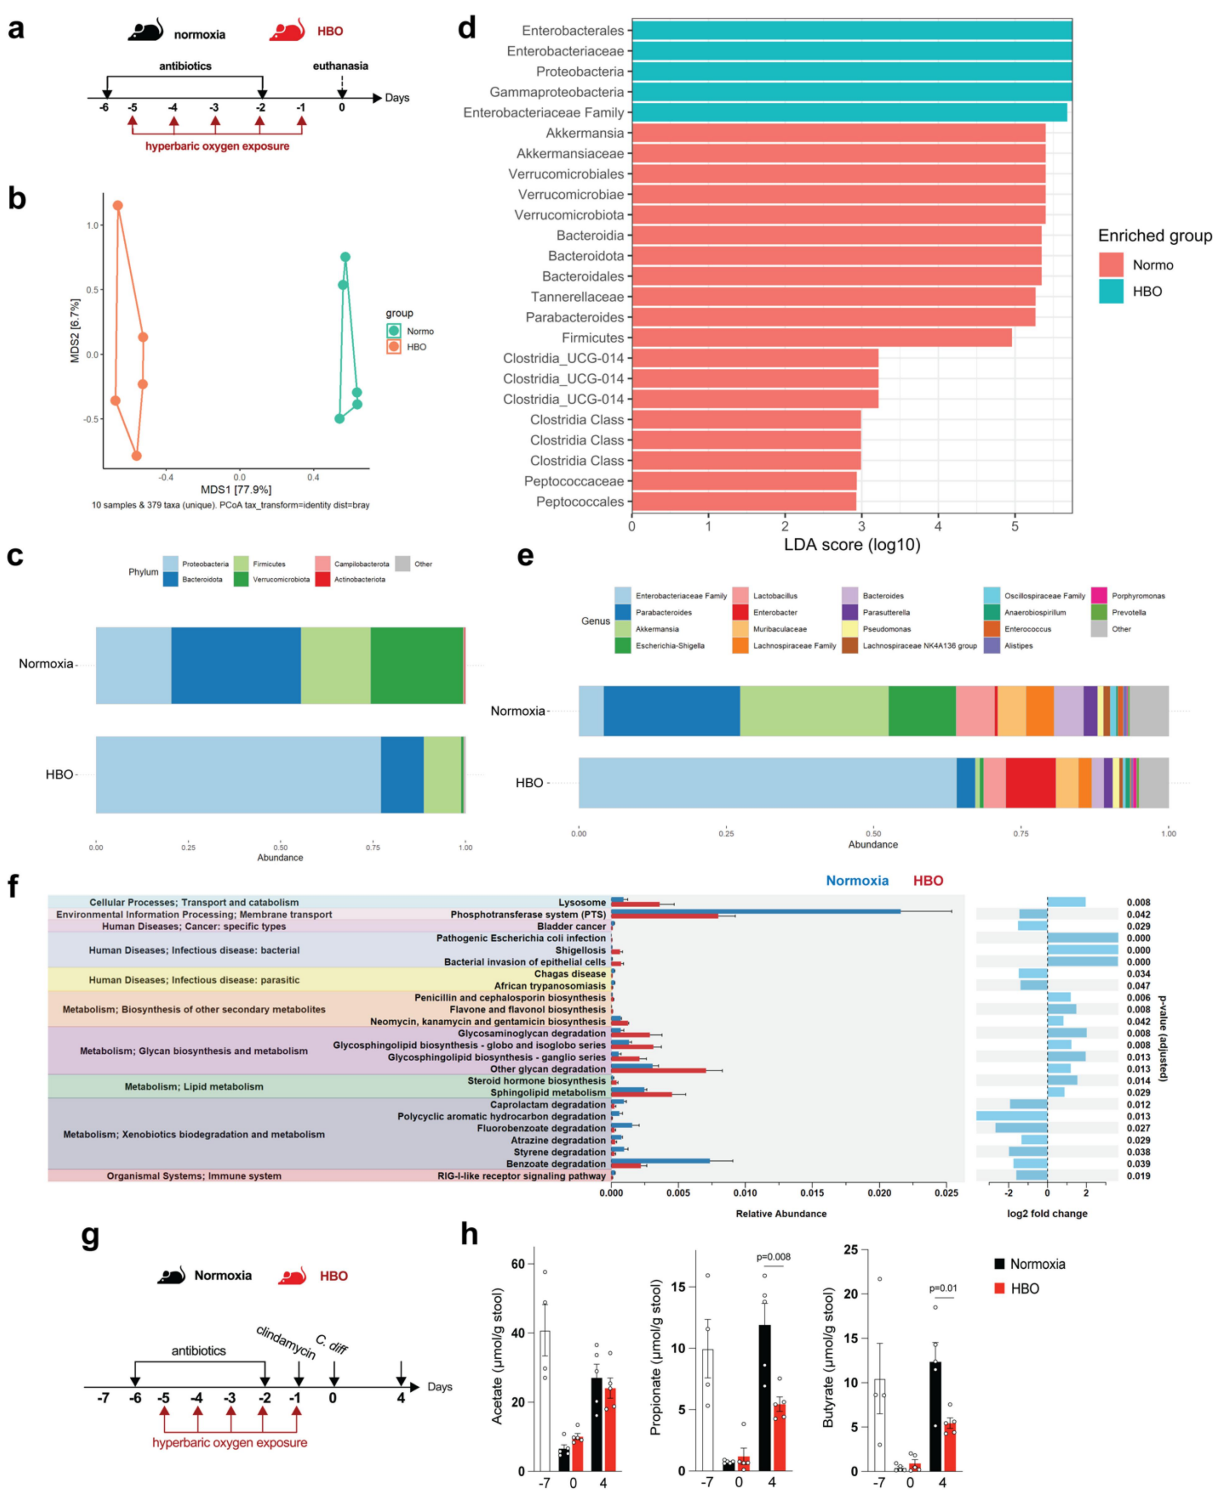 a
normoxia
HBO
antibiotics
euthanasia
-6 -5 -4 -3 -2 -1 0 Days
hyperbaric oxygen exposure
b
MDS2 [6.7%]
1.0
0.5
0.0
-0.5
-0.4 0.0 0.4
MDS1 [77.9%]
10 samples & 379 taxa (unique). PCoA tax_transform=identity dist=bray
group
Normo
HBO
d
Enterobacterales
Enterobacteriaceae
Proteobacteria
Gammaproteobacteria
Enterobacteriaceae Family
Akkermansia
Akkermansiaceae
Verrucomicrobiales
Verrucomicrobiae
Verrucomicrobiota
Bacteroidia
Bacteroidota
Bacteroidales
Tannerellaceae
Parabacteroides
Firmicutes
Clostridia_UCG-014
Clostridia_UCG-014
Clostridia_UCG-014
Clostridia Class
Clostridia Class
Clostridia Class
Peptococcaceae
Peptococcales
0 1 2 3 4 5
LDA score (log10)
Enriched group
Normo
HBO
c
Phylum
Proteobacteria Firmicutes Campilobacterota Other
Bacteroidota Verrucomicrobiota Actinobacteriota
Normoxia
HBO
0.00 0.25 0.50 0.75 1.00
Abundance
e
Genus
Enterobacteriaceae Family Lactobacillus Bacteroides Oscillospiraceae Family Porphyromonas
Parabacteroides Enterobacter Parasutterella Anaerobiospirillum Prevotella
Akkermansia Muribaculaceae Pseudomonas Enterococcus Other
Escherichia-Shigella Lachnospiraceae Family Lachnospiraceae NK4A136 group Alistipes
Normoxia
HBO
0.00 0.25 0.50 0.75 1.00
Abundance
f
Normoxia HBO
Cellular Processes; Transport and catabolism Lysosome 0.008
Environmental Information Processing; Membrane transport Phosphotransferase system (PTS) 0.042
Human Diseases; Cancer: specific types Bladder cancer 0.029
Pathogenic Escherichia coli infection 0.000
Human Diseases; Infectious disease: bacterial Shigellosis 0.000
Bacterial invasion of epithelial cells 0.000
Human Diseases; Infectious disease: parasitic Chagas disease 0.034
African trypanosomiasis 0.047
Penicillin and cephalosporin biosynthesis 0.006
Metabolism; Biosynthesis of other secondary metabolites Flavone and flavonol biosynthesis 0.008
Neomycin, kanamycin and gentamicin biosynthesis 0.042
Glycosaminoglycan degradation 0.008
Glycosphingolipid biosynthesis - globo and isoglobo series 0.008
Metabolism; Glycan biosynthesis and metabolism Glycosphingolipid biosynthesis - ganglio series 0.013
Other glycan degradation 0.013
Metabolism; Lipid metabolism Steroid hormone biosynthesis 0.014
Sphingolipid metabolism 0.029
Caprolactam degradation 0.012
Polycyclic aromatic hydrocarbon degradation 0.013
Metabolism; Xenobiotics biodegradation and metabolism Fluorobenzoate degradation 0.027
Atrazine degradation 0.029
Styrene degradation 0.038
Benzoate degradation 0.039
Organismal Systems; Immune system RIG-I-like receptor signaling pathway 0.019
p-value (adjusted)
0.000 0.005 0.010 0.015 0.020 0.025
Relative Abundance
-2 0 2
log2 fold change
g
Normoxia
HBO
antibiotics
clindamycin
C. diff
-7 -6 -5 -4 -3 -2 -1 0 4 Days
hyperbaric oxygen exposure
h
Acetate (µmol/g stool)
60
40
20
0
-7 0 4
Propionate (µmol/g stool)
p=0.008
15
10
5
0
-7 0 4
Butyrate (µmol/g stool)
p=0.01
25
20
15
10
5
0
-7 0 4
Normoxia
HBO